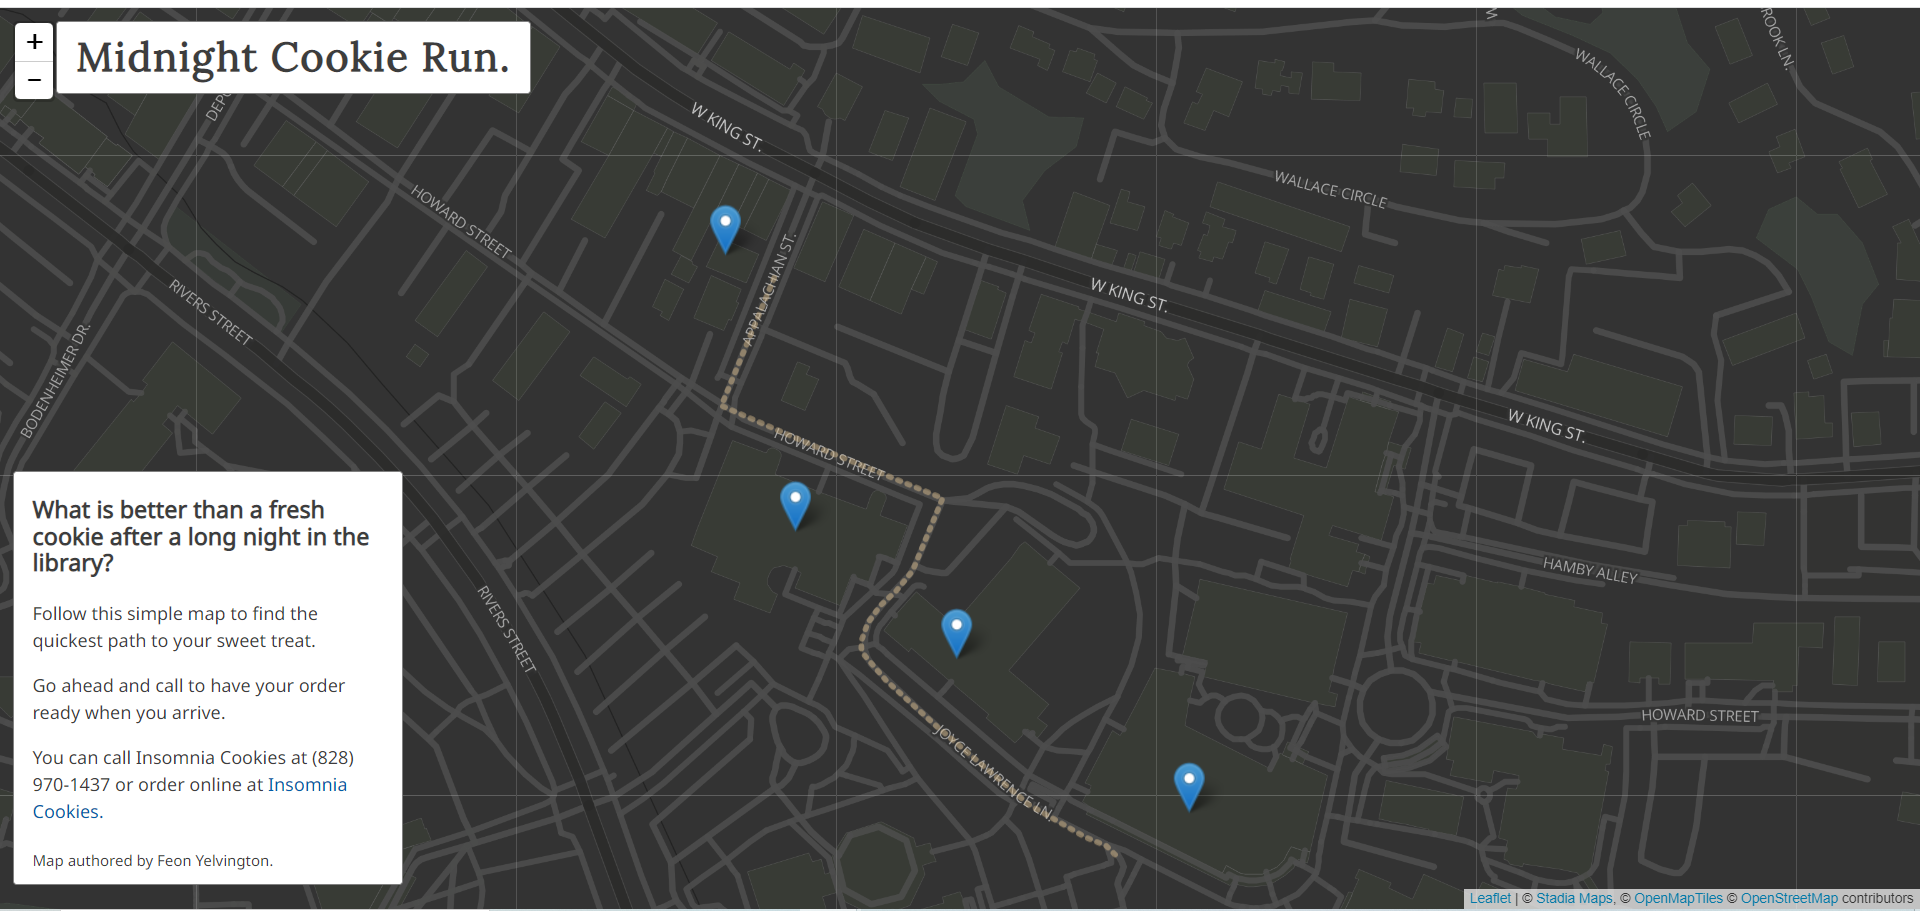 +
Midnight Cookie Run.
−
W KING ST.
WALLACE CIRCLE
WALLACE CIRCLE
HOWARD STREET
APPALACHIAN ST.
W KING ST.
RIVERS STREET
BODENHEIMER DR.
W KING ST.
HOWARD STREET
What is better than a fresh
cookie after a long night in the
library?
Follow this simple map to find the
quickest path to your sweet treat.
Go ahead and call to have your order
ready when you arrive.
You can call Insomnia Cookies at (828)
970-1437 or order online at Insomnia
Cookies.
Map authored by Feon Yelvington.
RIVERS STREET
HAMBY ALLEY
HOWARD STREET
JOYCE LAWRENCE LN.
Leaflet | © Stadia Maps, © OpenMapTiles © OpenStreetMap contributors